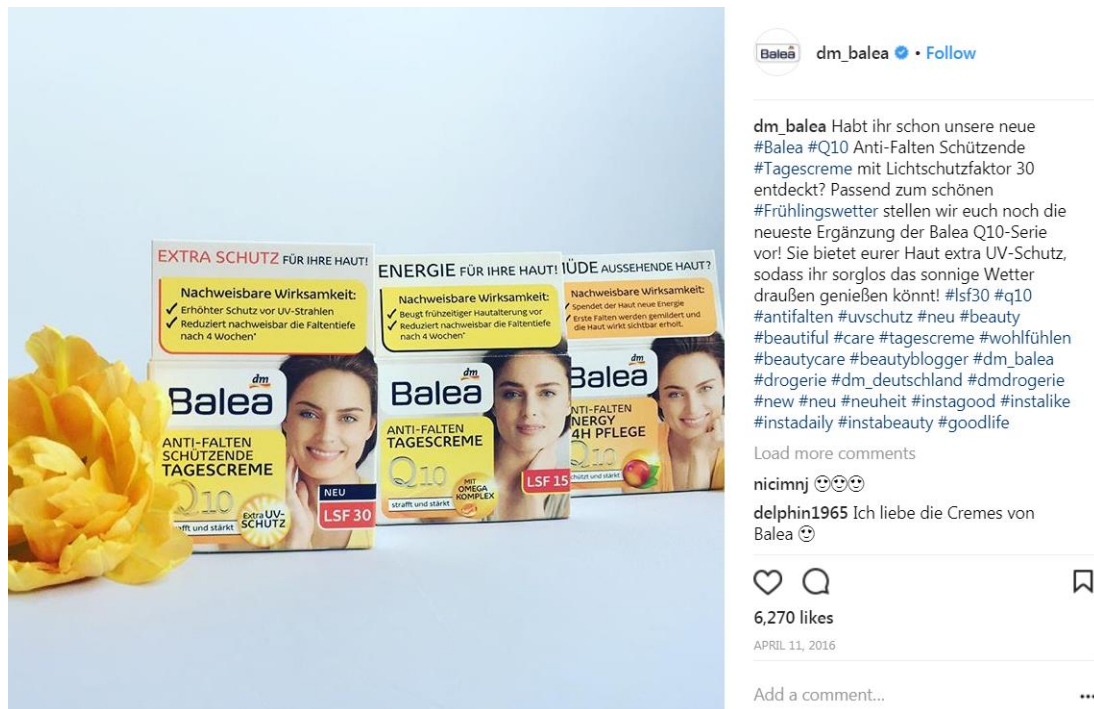 EXTRA SCHUTZ FÜR IHRE HAUT!
Nachweisbare Wirksamkeit:
✓ Erhöhter Schutz vor UV-Strahlen
✓ Reduziert nachweisbar die Faltentiefe
nach 4 Wochen*
dm
Balea
ANTI-FALTEN
SCHÜTZENDE
TAGESCREME
Q10
strafft und stärkt
Extra UV-
SCHUTZ
NEU
LSF 30
ENERGIE FÜR IHRE HAUT!
Nachweisbare Wirksamkeit:
✓ Beugt frühzeitiger Hautalterung vor
✓ Reduziert nachweisbar die Faltentiefe
nach 4 Wochen*
dm
Balea
ANTI-FALTEN
TAGESCREME
Q10
MIT
OMEGA
KOMPLEX
strafft und stärkt
LSF 15
ÜDE AUSSEHENDE HAUT?
Nachweisbare Wirksamkeit:
✓ Spendet der Haut neue Energie
✓ Erste Falten werden gemildert und
die Haut wirkt sichtbar erholt.
dm
Balea
NTI-FALTEN
NERGY
4H PFLEGE
Q10
schützt und stärkt
Balea
dm_balea • Follow
dm_balea Habt ihr schon unsere neue
#Balea #Q10 Anti-Falten Schützende
#Tagescreme mit Lichtschutzfaktor 30
entdeckt? Passend zum schönen
#Frühlingswetter stellen wir euch noch die
neueste Ergänzung der Balea Q10-Serie
vor! Sie bietet eurer Haut extra UV-Schutz,
sodass ihr sorglos das sonnige Wetter
draußen genießen könnt! #lsf30 #q10
#antifalten #uvschutz #neu #beauty
#beautiful #care #tagescreme #wohlfühlen
#beautycare #beautyblogger #dm_balea
#drogerie #dm_deutschland #dmdrogerie
#new #neu #neuheit #instagood #instalike
#instadaily #instabeauty #goodlife
Load more comments
nicimnj ☺☺☺
delphin1965 Ich liebe die Cremes von
Balea ☺
6,270 likes
APRIL 11, 2016
Add a comment...